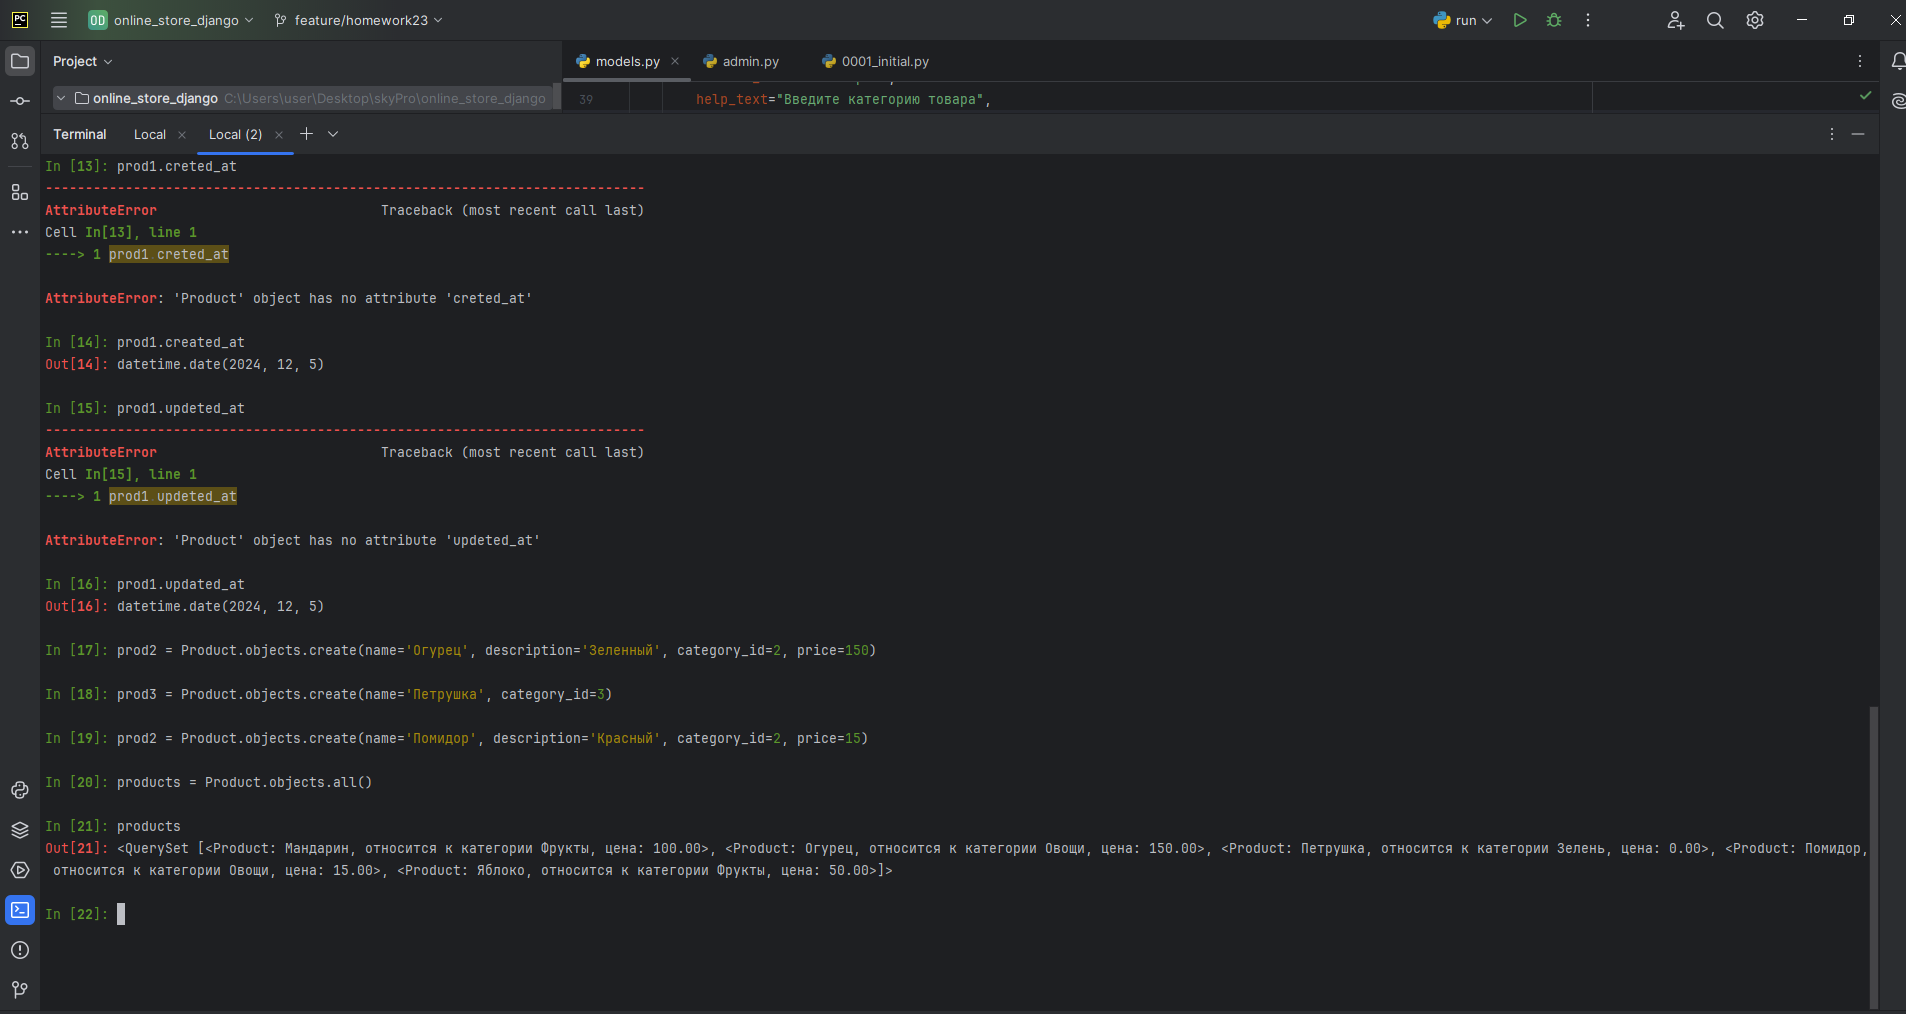 PC
OD online_store_django feature/homework23 run
Project models.py admin.py 0001_initial.py
online_store_django C:\Users\user\Desktop\skyPro\online_store_django
39 help_text="Введите категорию товара",
Terminal Local Local (2)
In [13]: prod1.creted_at
---------------------------------------------------------------------------
AttributeError Traceback (most recent call last)
Cell In[13], line 1
----> 1 prod1.creted_at
AttributeError: 'Product' object has no attribute 'creted_at'
In [14]: prod1.created_at
Out[14]: datetime.date(2024, 12, 5)
In [15]: prod1.updeted_at
---------------------------------------------------------------------------
AttributeError Traceback (most recent call last)
Cell In[15], line 1
----> 1 prod1.updeted_at
AttributeError: 'Product' object has no attribute 'updeted_at'
In [16]: prod1.updated_at
Out[16]: datetime.date(2024, 12, 5)
In [17]: prod2 = Product.objects.create(name='Огурец', description='Зеленный', category_id=2, price=150)
In [18]: prod3 = Product.objects.create(name='Петрушка', category_id=3)
In [19]: prod2 = Product.objects.create(name='Помидор', description='Красный', category_id=2, price=15)
In [20]: products = Product.objects.all()
In [21]: products
Out[21]: <QuerySet [<Product: Мандарин, относится к категории Фрукты, цена: 100.00>, <Product: Огурец, относится к категории Овощи, цена: 150.00>, <Product: Петрушка, относится к категории Зелень, цена: 0.00>, <Product: Помидор,
относится к категории Овощи, цена: 15.00>, <Product: Яблоко, относится к категории Фрукты, цена: 50.00>]>
In [22]: